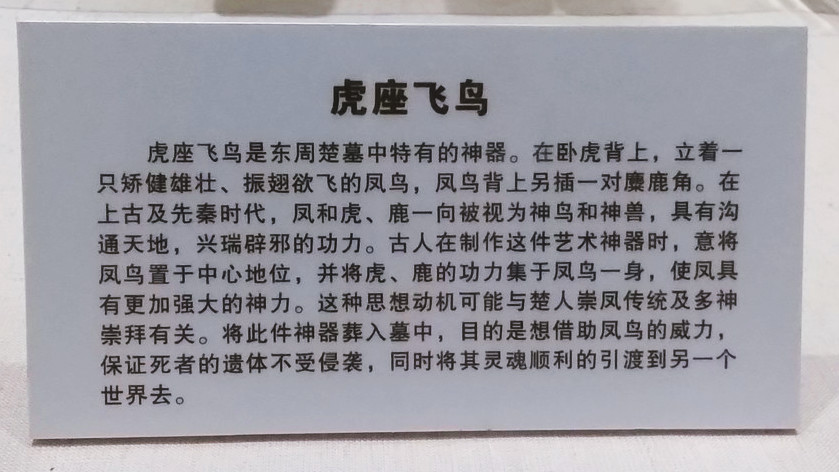 虎座飞鸟
虎座飞鸟是东周楚墓中特有的神器。在卧虎背上，立着一
只矫健雄壮、振翅欲飞的凤鸟，凤鸟背上另插一对麋鹿角。在
上古及先秦时代，凤和虎、鹿一向被视为神鸟和神兽，具有沟
通天地，兴瑞辟邪的功力。古人在制作这件艺术神器时，意将
凤鸟置于中心地位，并将虎、鹿的功力集于凤鸟一身，使凤具
有更加强大的神力。这种思想动机可能与楚人崇凤传统及多神
崇拜有关。将此件神器葬入墓中，目的是想借助凤鸟的威力，
保证死者的遗体不受侵袭，同时将其灵魂顺利的引渡到另一个
世界去。